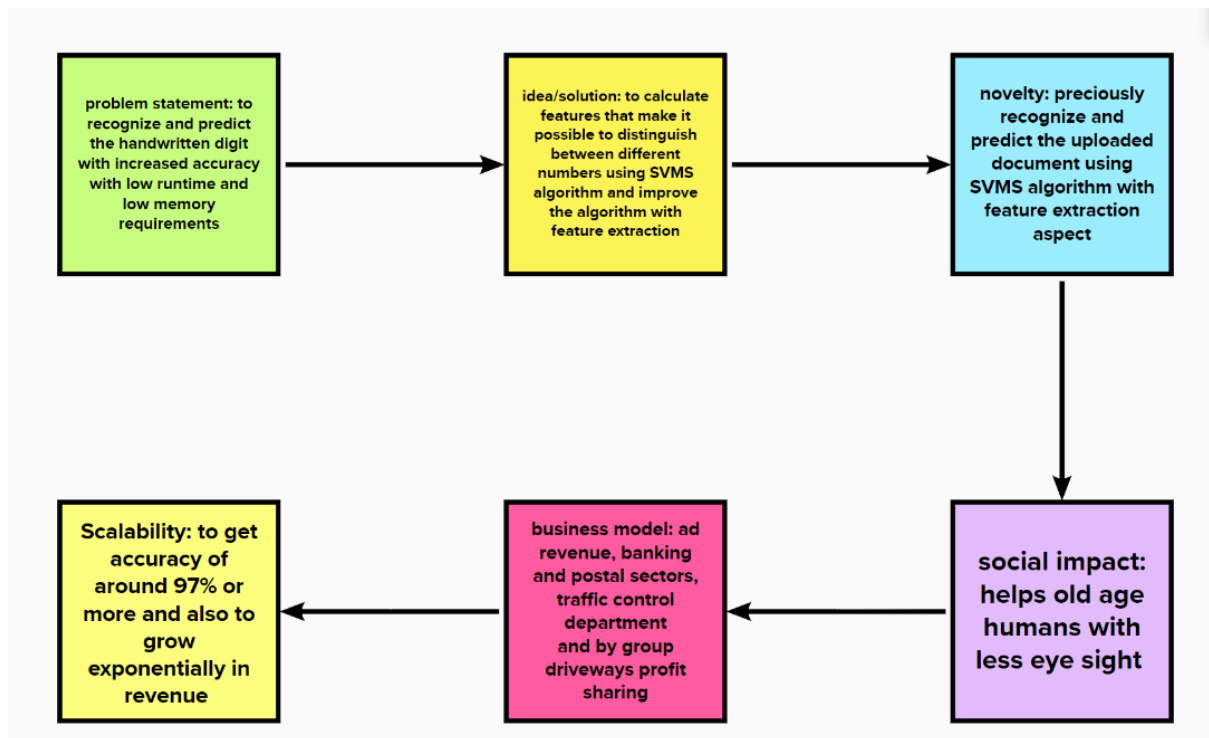 problem statement: to
recognize and predict
the handwritten digit
with increased accuracy
with low runtime and
low memory
requirements
idea/solution: to calculate
features that make it
possible to distinguish
between different
numbers using SVMS
algorithm and improve
the algorithm with
feature extraction
novelty: preciously
recognize and
predict the uploaded
document using
SVMS algorithm with
feature extraction
aspect
social impact:
helps old age
humans with
less eye sight
business model: ad
revenue, banking
and postal sectors,
traffic control
department
and by group
driveways profit
sharing
Scalability: to get
accuracy of
around 97% or
more and also to
grow
exponentially in
revenue